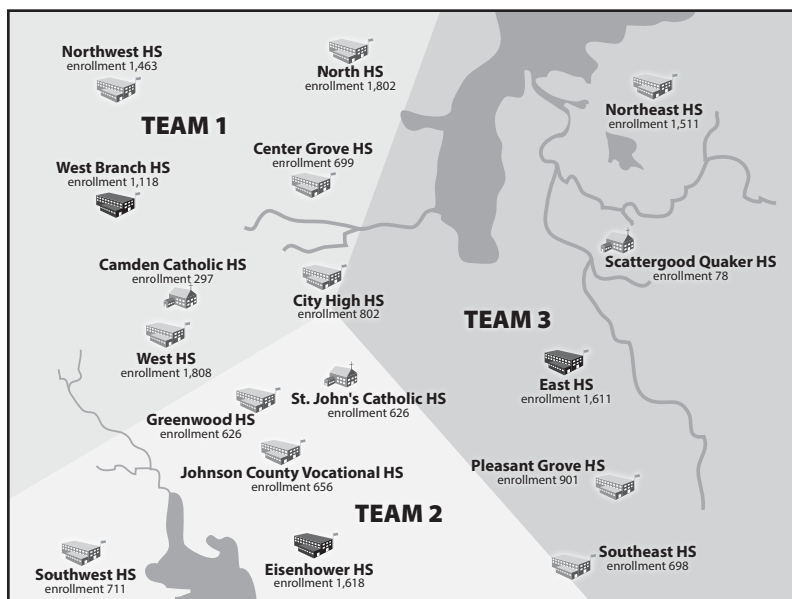 Northwest HS
enrollment 1,463
North HS
enrollment 1,802
Northeast HS
enrollment 1,511
TEAM 1
Center Grove HS
enrollment 699
West Branch HS
enrollment 1,118
Scattergood Quaker HS
enrollment 78
Camden Catholic HS
enrollment 297
City High HS
enrollment 802
TEAM 3
West HS
enrollment 1,808
East HS
enrollment 1,611
St. John's Catholic HS
enrollment 626
Greenwood HS
enrollment 626
Johnson County Vocational HS
enrollment 656
Pleasant Grove HS
enrollment 901
TEAM 2
Southwest HS
enrollment 711
Eisenhower HS
enrollment 1,618
Southeast HS
enrollment 698